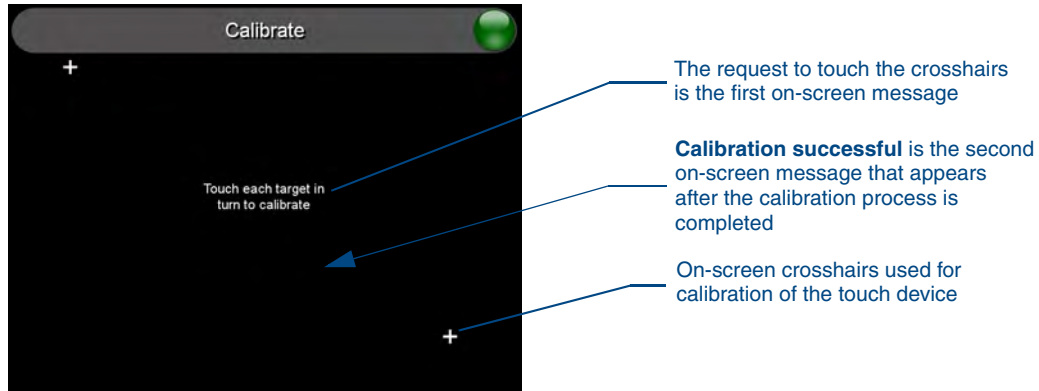 Calibrate
Touch each target in
turn to calibrate
The request to touch the crosshairs
is the first on-screen message
Calibration successful is the second
on-screen message that appears
after the calibration process is
completed
On-screen crosshairs used for
calibration of the touch device